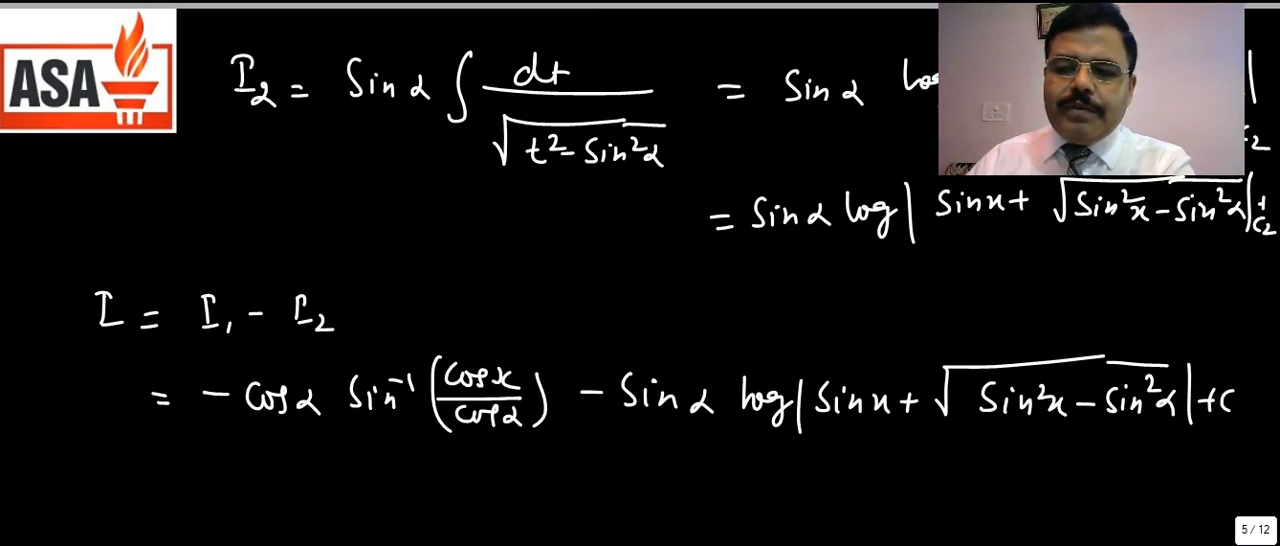 ASA
I₂ = Sin α ∫ dt / √(t² - Sin²α) = Sin α
= Sin α log | Sin x + √(Sin²x - Sin²α) | + C₂
I = I₁ - I₂
= - Cos α Sin⁻¹ (Cos x / Cos α) - Sin α log | Sin x + √(Sin²x - Sin²α) | + C
5 / 12